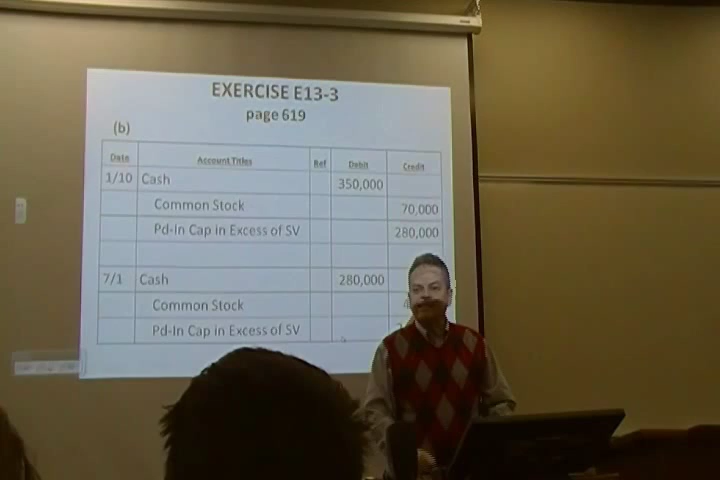 EXERCISE E13-3
page 619
(b)
Date Account Titles Ref Debit Credit
1/10 Cash 350,000
Common Stock 70,000
Pd-In Cap in Excess of SV 280,000
7/1 Cash 280,000
Common Stock
Pd-In Cap in Excess of SV